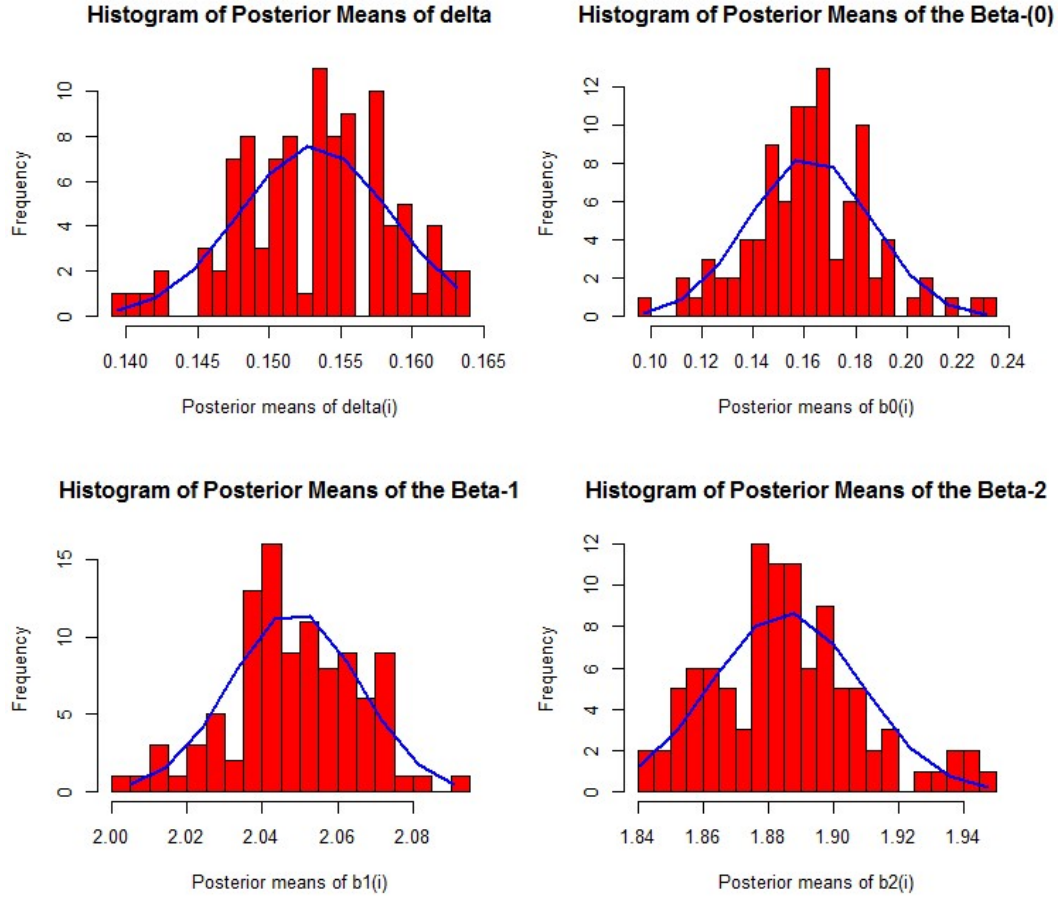 Histogram of Posterior Means of delta
Frequency
0 2 4 6 8 10
0.140 0.145 0.150 0.155 0.160 0.165
Posterior means of delta(i)
Histogram of Posterior Means of the Beta-(0)
Frequency
0 2 4 6 8 10 12
0.10 0.12 0.14 0.16 0.18 0.20 0.22 0.24
Posterior means of b0(i)
Histogram of Posterior Means of the Beta-1
Frequency
0 5 10 15
2.00 2.02 2.04 2.06 2.08
Posterior means of b1(i)
Histogram of Posterior Means of the Beta-2
Frequency
0 2 4 6 8 10 12
1.84 1.86 1.88 1.90 1.92 1.94
Posterior means of b2(i)